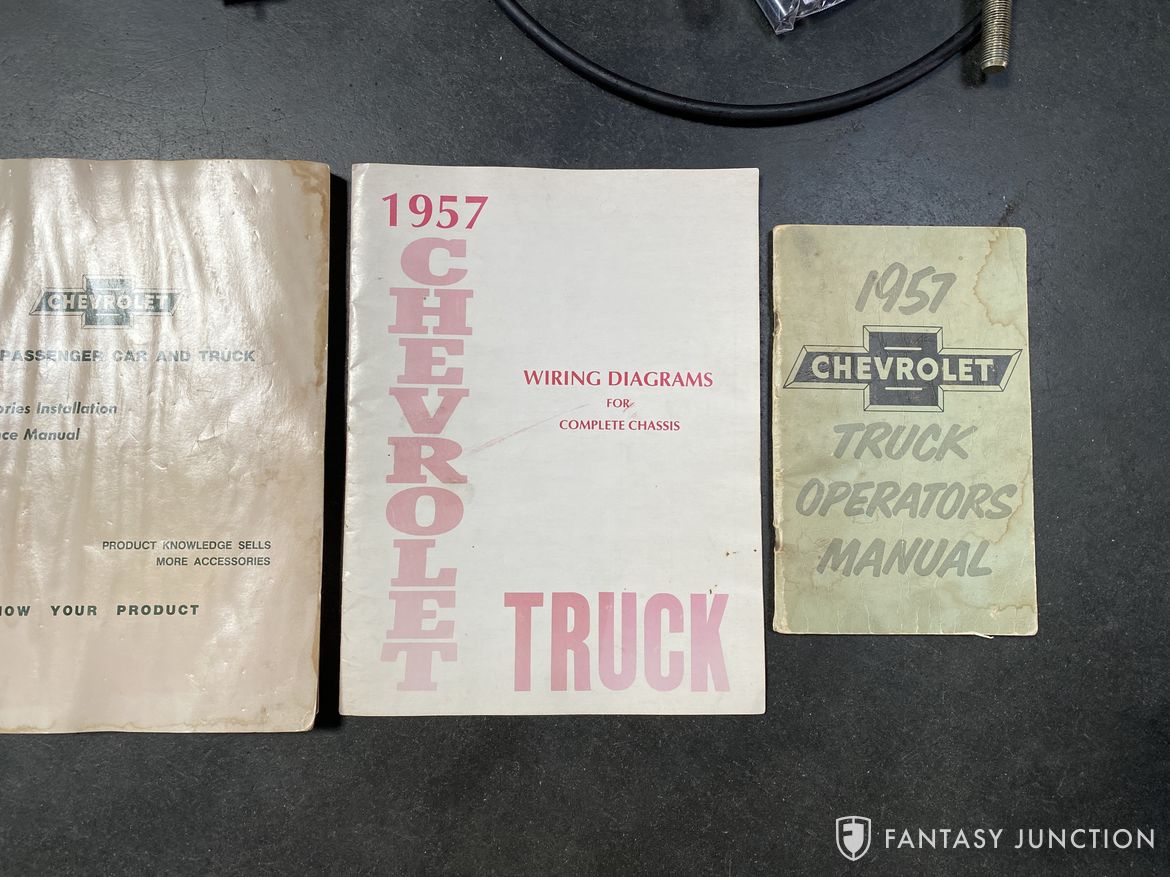 CHEVROLET
PASSENGER CAR AND TRUCK
ories Installation
ce Manual
PRODUCT KNOWLEDGE SELLS
MORE ACCESSORIES
OW YOUR PRODUCT
1957
CHEVROLET
WIRING DIAGRAMS
FOR
COMPLETE CHASSIS
TRUCK
1957
CHEVROLET
TRUCK
OPERATORS
MANUAL
FANTASY JUNCTION